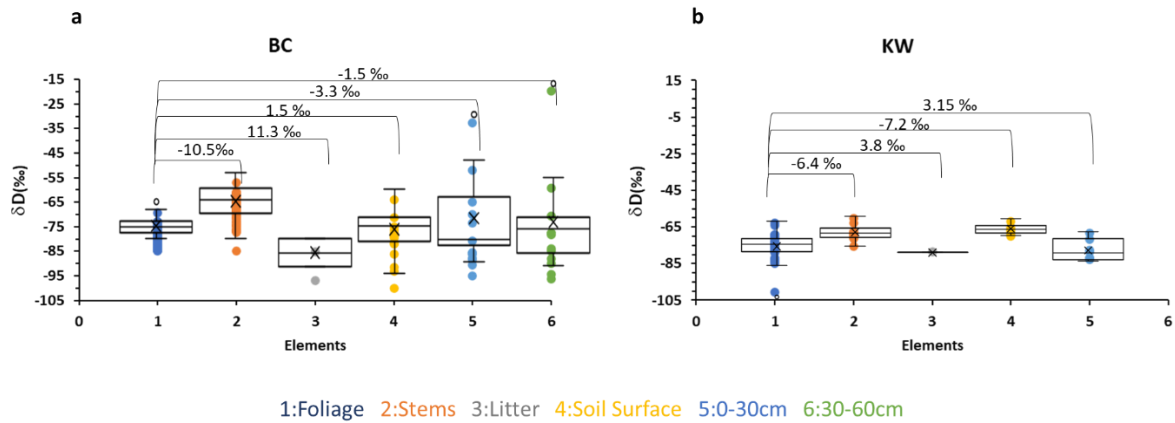 a
BC
-15
-25
-35
-45
-55
-65
-75
-85
-95
-105
δD(‰)
-1.5 ‰
-3.3 ‰
1.5 ‰
11.3 ‰
-10.5‰
0 1 2 3 4 5 6
Elements
b
KW
15
-5
-25
-45
-65
-85
-105
δD(‰)
3.15 ‰
-7.2 ‰
3.8 ‰
-6.4 ‰
0 1 2 3 4 5 6
Elements
1:Foliage 2:Stems 3:Litter 4:Soil Surface 5:0-30cm 6:30-60cm